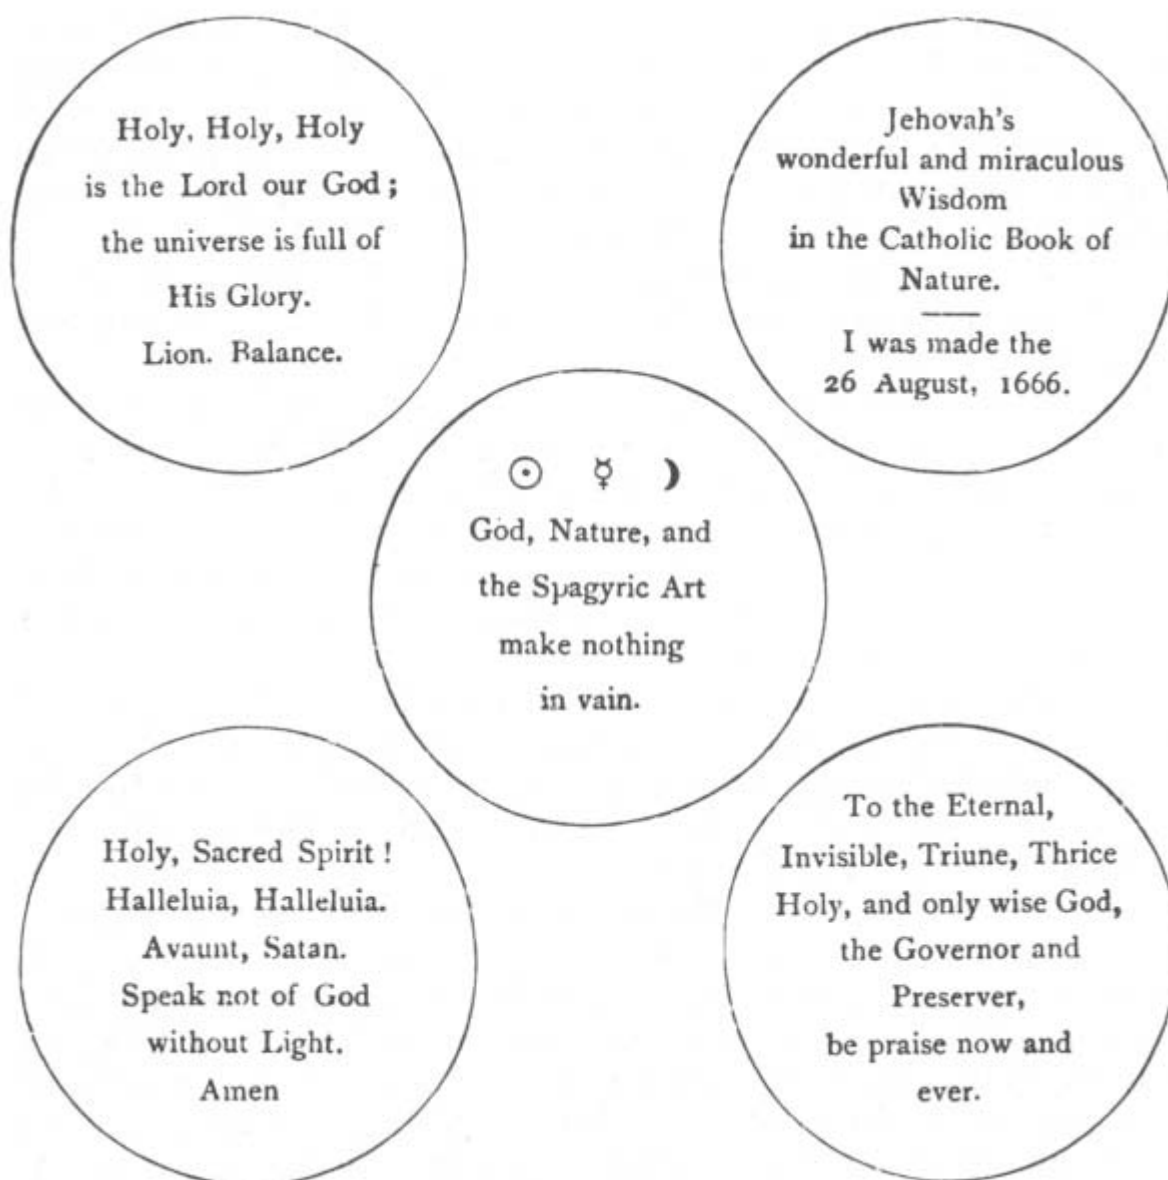 Holy, Holy, Holy
is the Lord our God;
the universe is full of
His Glory.
Lion. Balance.
Jehovah's
wonderful and miraculous
Wisdom
in the Catholic Book of
Nature.
I was made the
26 August, 1666.
☉ ☿ ☽
God, Nature, and
the Spagyric Art
make nothing
in vain.
Holy, Sacred Spirit!
Halleluia, Halleluia.
Avaunt, Satan.
Speak not of God
without Light.
Amen
To the Eternal,
Invisible, Triune, Thrice
Holy, and only wise God,
the Governor and
Preserver,
be praise now and
ever.